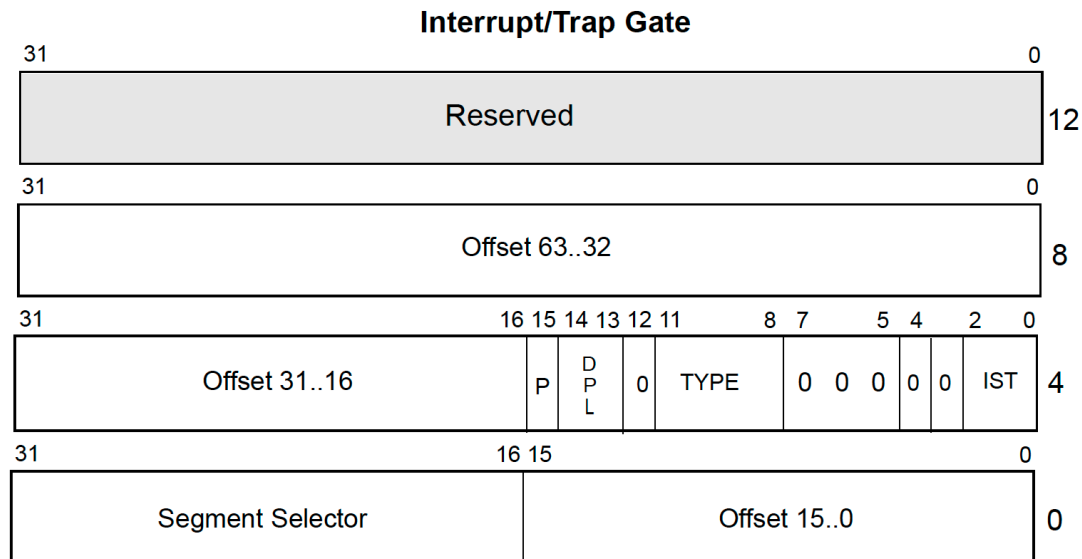 Interrupt/Trap Gate
31 0
Reserved 12
31 0
Offset 63..32 8
31 16 15 14 13 12 11 8 7 5 4 2 0
Offset 31..16 P D P L 0 TYPE 0 0 0 0 0 IST 4
31 16 15 0
Segment Selector Offset 15..0 0